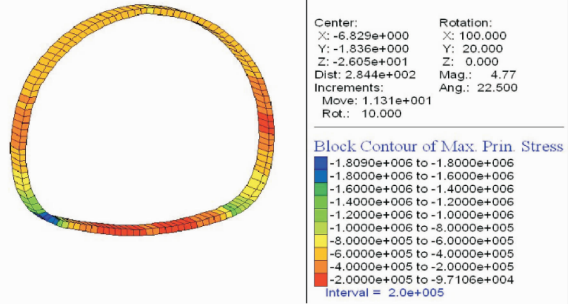 Center:
Rotation:
X: -6.829e+000
X: 100.000
Y: -1.836e+000
Y: 20.000
Z: -2.605e+001
Z: 0.000
Dist: 2.844e+002
Mag.: 4.77
Increments:
Ang.: 22.500
Move: 1.131e+001
Rot.: 10.000
Block Contour of Max. Prin. Stress
-1.8090e+006 to -1.8000e+006
-1.8000e+006 to -1.6000e+006
-1.6000e+006 to -1.4000e+006
-1.4000e+006 to -1.2000e+006
-1.2000e+006 to -1.0000e+006
-1.0000e+006 to -8.0000e+005
-8.0000e+005 to -6.0000e+005
-6.0000e+005 to -4.0000e+005
-4.0000e+005 to -2.0000e+005
-2.0000e+005 to -9.7106e+004
Interval = 2.0e+005